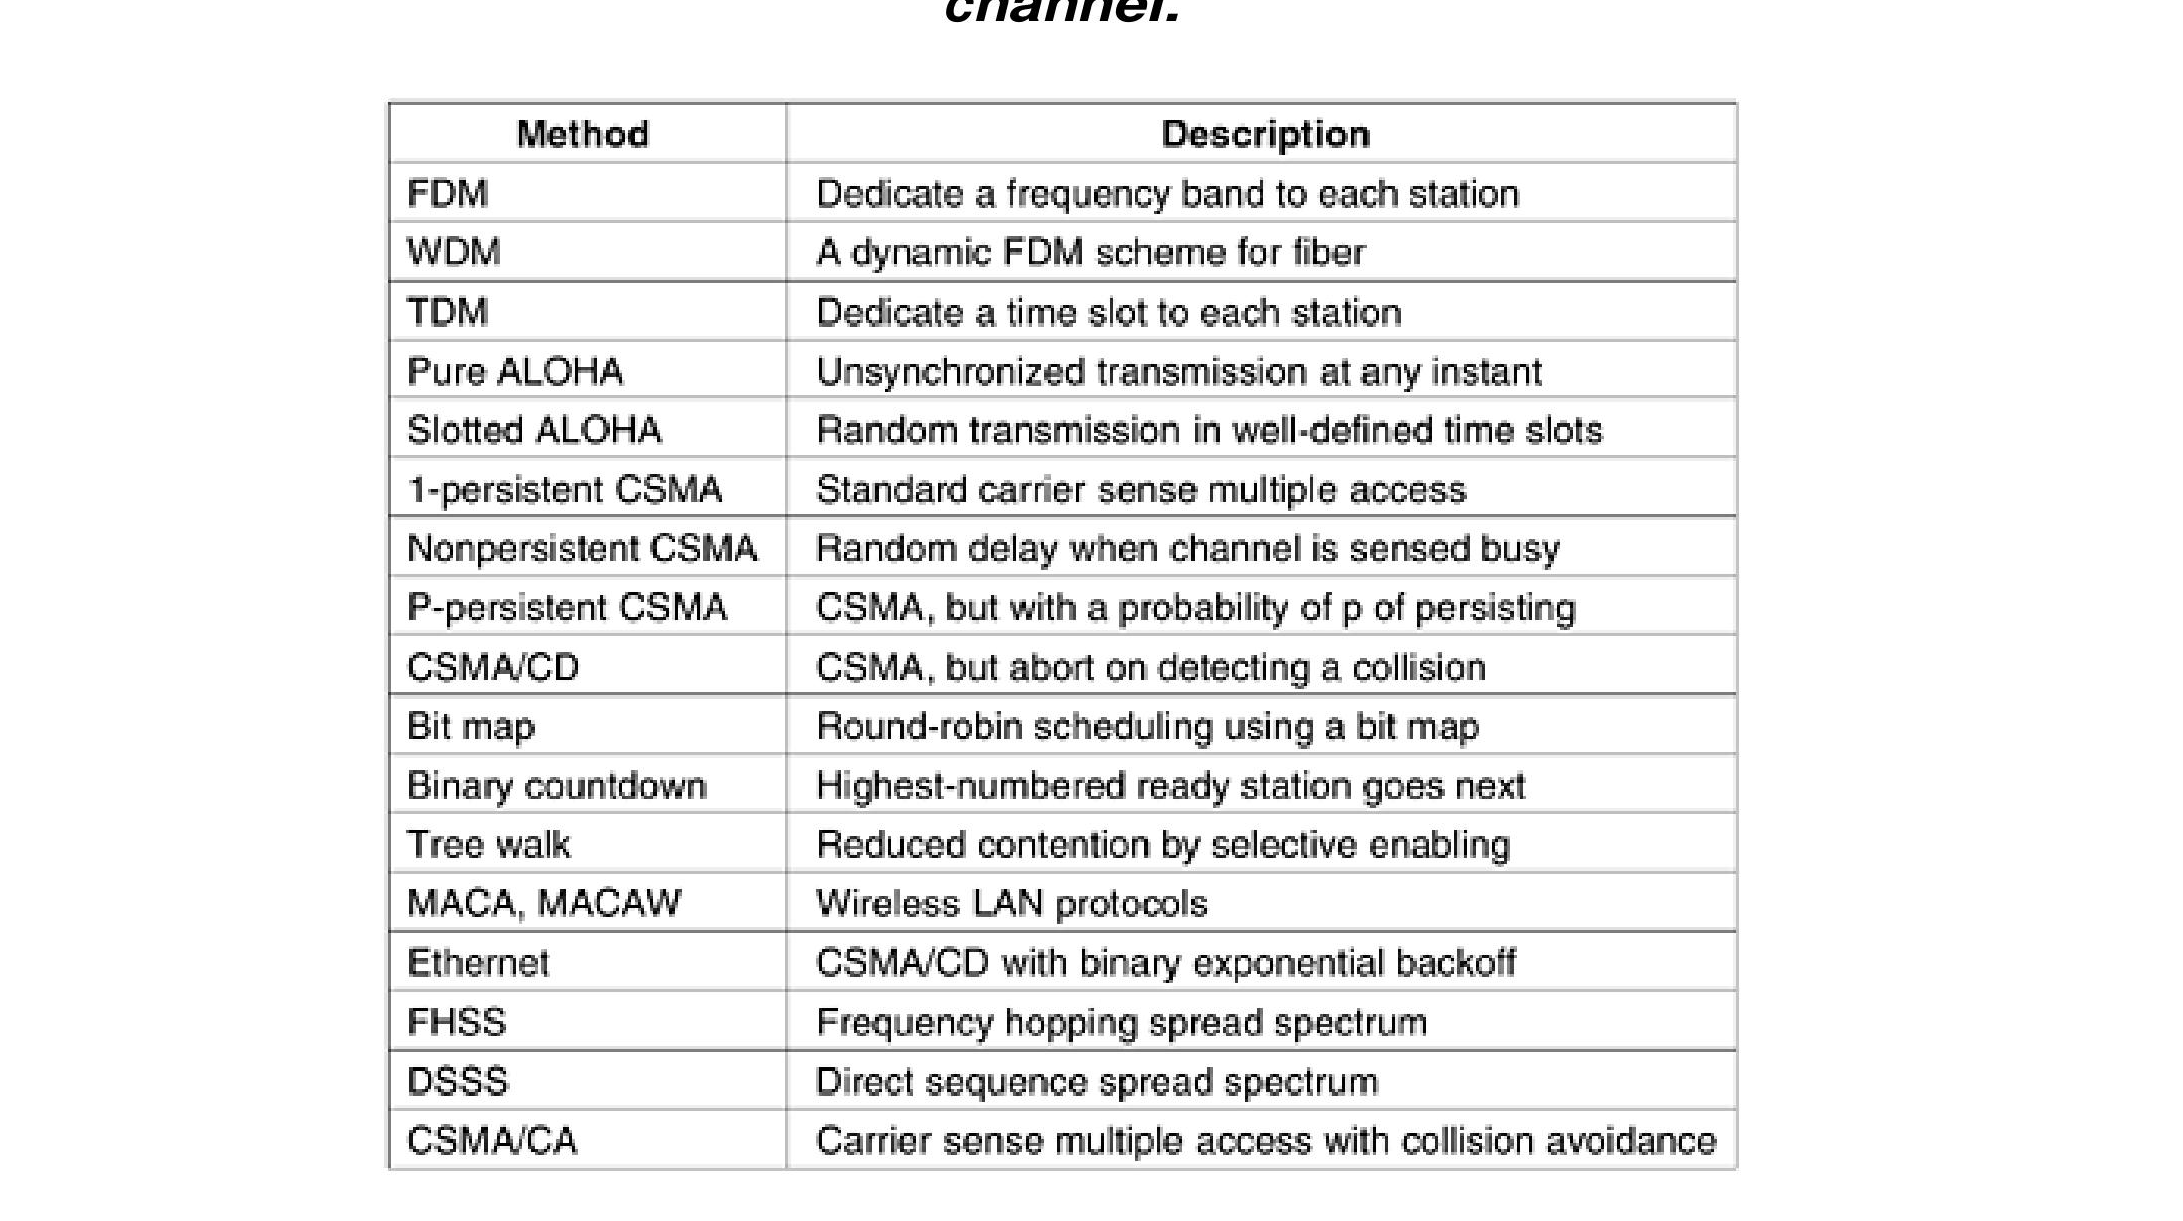 channel.
Method Description
FDM Dedicate a frequency band to each station
WDM A dynamic FDM scheme for fiber
TDM Dedicate a time slot to each station
Pure ALOHA Unsynchronized transmission at any instant
Slotted ALOHA Random transmission in well-defined time slots
1-persistent CSMA Standard carrier sense multiple access
Nonpersistent CSMA Random delay when channel is sensed busy
P-persistent CSMA CSMA, but with a probability of p of persisting
CSMA/CD CSMA, but abort on detecting a collision
Bit map Round-robin scheduling using a bit map
Binary countdown Highest-numbered ready station goes next
Tree walk Reduced contention by selective enabling
MACA, MACAW Wireless LAN protocols
Ethernet CSMA/CD with binary exponential backoff
FHSS Frequency hopping spread spectrum
DSSS Direct sequence spread spectrum
CSMA/CA Carrier sense multiple access with collision avoidance